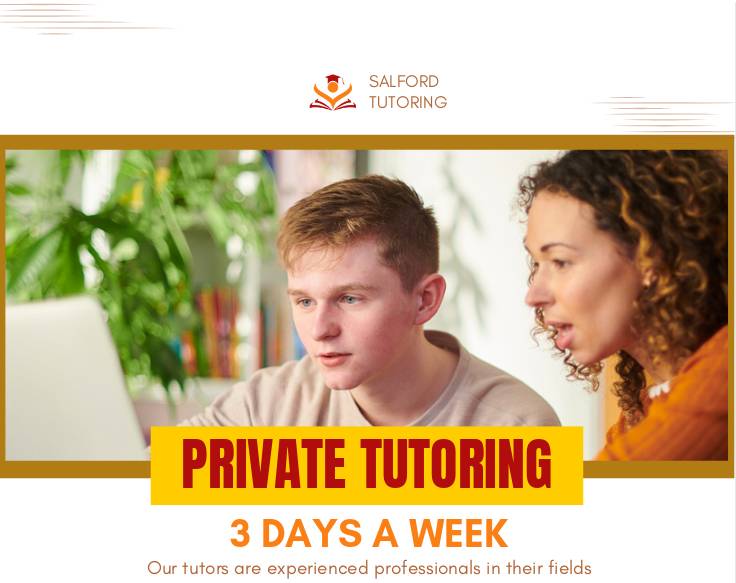 SALFORD
TUTORING
PRIVATE TUTORING
3 DAYS A WEEK
Our tutors are experienced professionals in their fields